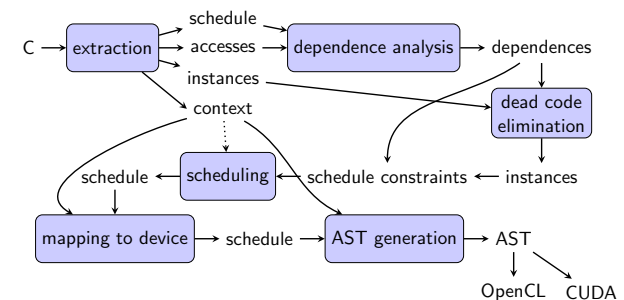 schedule
C
extraction
accesses
dependence analysis
dependences
instances
context
dead code
elimination
schedule
scheduling
schedule constraints
instances
mapping to device
schedule
AST generation
AST
OpenCL
CUDA